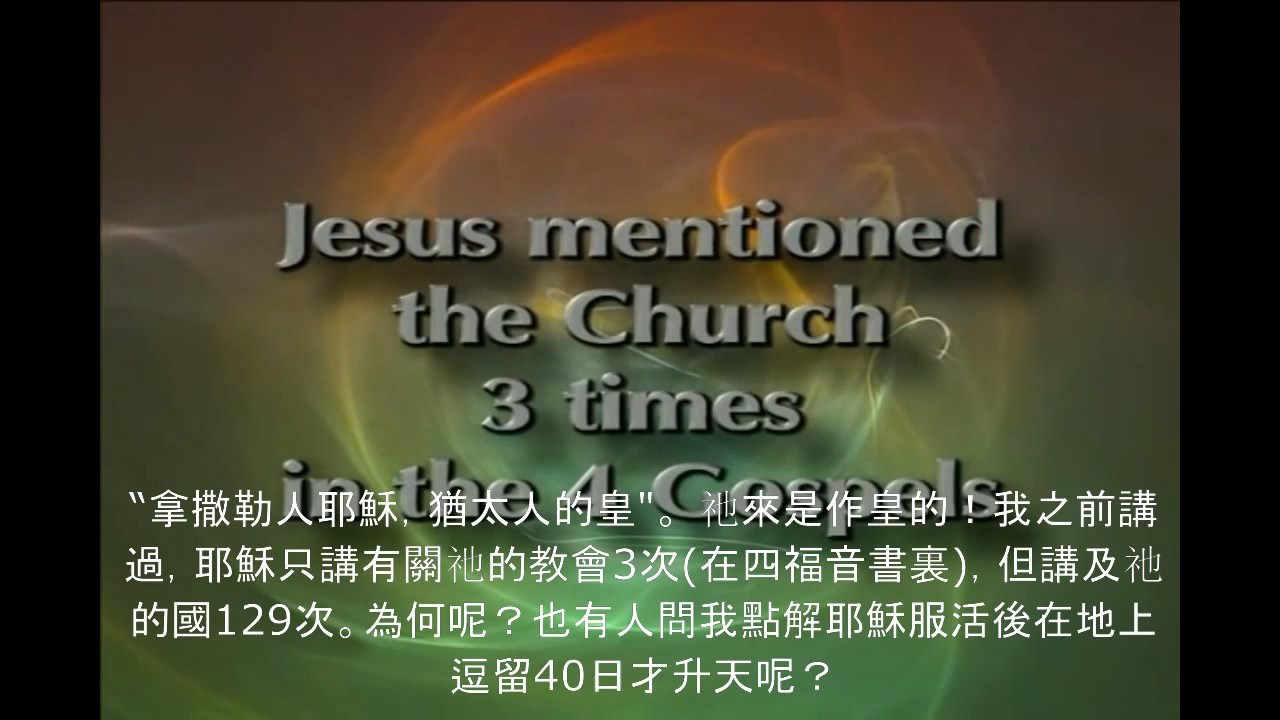 Jesus mentioned
the Church
3 times
in the 4 Gospels
“拿撒勒人耶穌, 猶太人的皇"。祂來是作皇的！我之前講
過, 耶穌只講有關祂的教會3次(在四福音書裏), 但講及祂
的國129次。為何呢？也有人問我點解耶穌服活後在地上
逗留40日才升天呢？